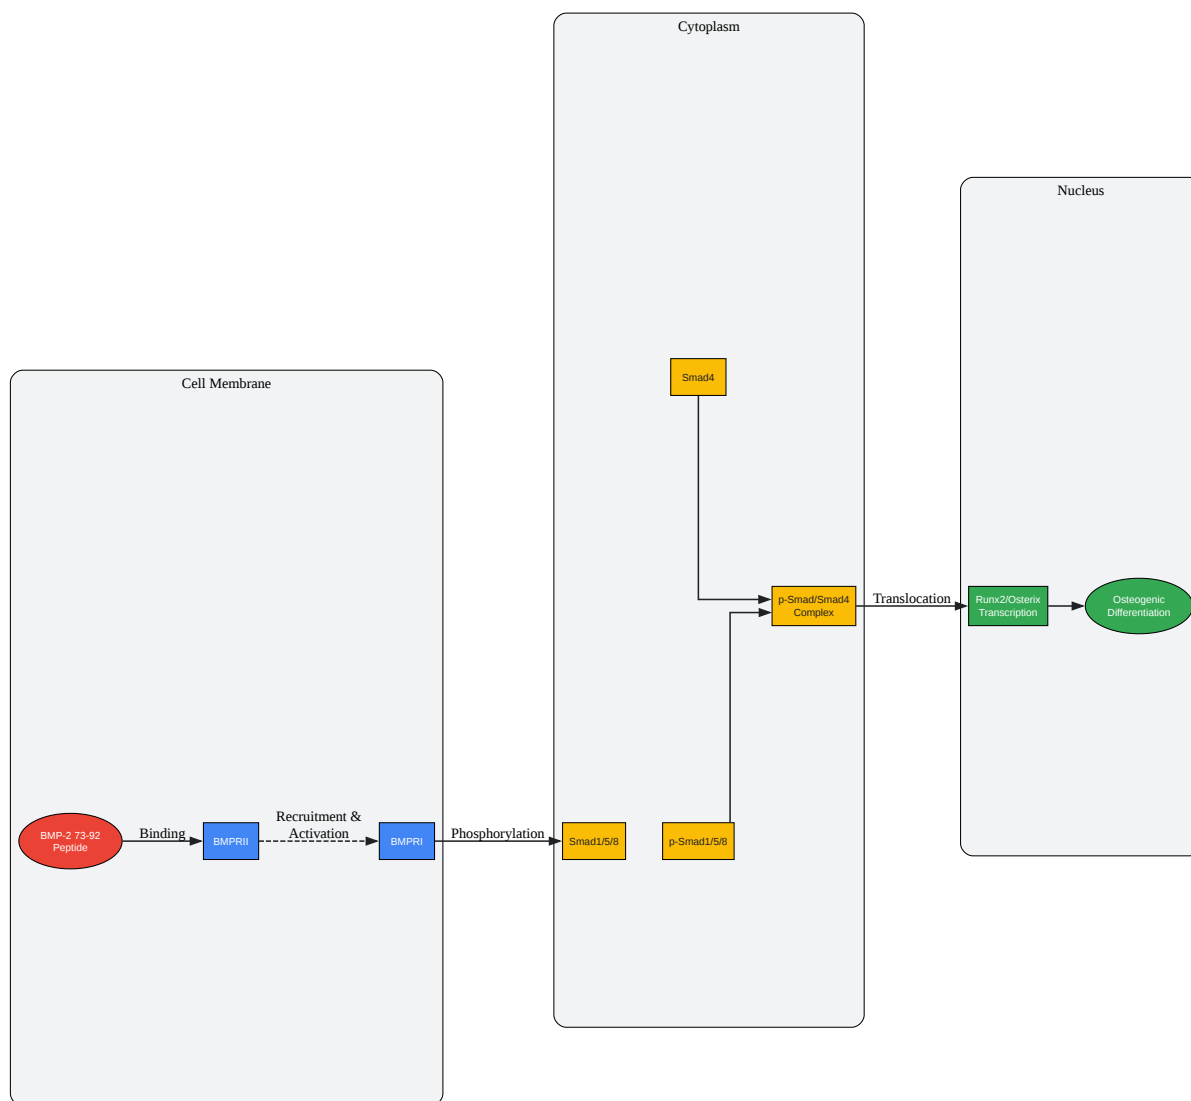 Cytoplasm
Nucleus
Cell Membrane
Smad4
p-Smad/Smad4
Complex
Translocation
Runx2/Osterix
Transcription
Osteogenic
Differentiation
BMP-2 73-92
Peptide
Binding
BMPRII
Recruitment &
Activation
BMPRI
Phosphorylation
Smad1/5/8
p-Smad1/5/8